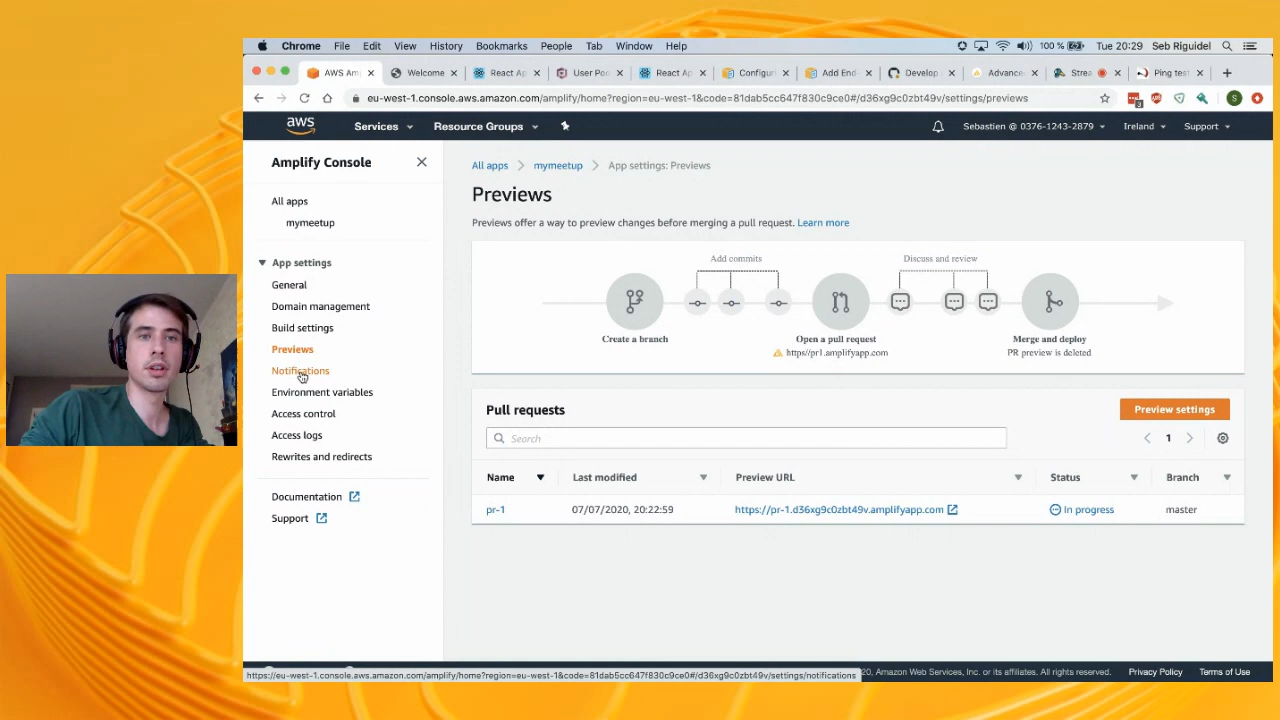 Chrome File Edit View History Bookmarks People Tab Window Help
100 % Tue 20:29 Seb Riguidel
AWS Am
Welcome
React Ap
User Poo
React Ap
Configur
Add End
Develop
Advance
Strea
Ping test
eu-west-1.console.aws.amazon.com/amplify/home?region=eu-west-1&code=81dab5cc647f830c9ce0#/d36xg9c0zbt49v/settings/previews
aws Services Resource Groups Sebastien @ 0376-1243-2879 Ireland Support
Amplify Console
All apps
mymeetup
App settings
General
Domain management
Build settings
Previews
Notifications
Environment variables
Access control
Access logs
Rewrites and redirects
Documentation
Support
All apps mymeetup App settings: Previews
Previews
Previews offer a way to preview changes before merging a pull request. Learn more
Add commits
Discuss and review
Create a branch
Open a pull request
https//pr1.amplifyapp.com
Merge and deploy
PR preview is deleted
Pull requests
Preview settings
Search
1
Name Last modified Preview URL Status Branch
pr-1 07/07/2020, 20:22:59 https://pr-1.d36xg9c0zbt49v.amplifyapp.com In progress master
https://eu-west-1.console.aws.amazon.com/amplify/home?region=eu-west-1&code=81dab5cc647f830c9ce0#/d36xg9c0zbt49v/settings/notifications
20, Amazon Web Services, Inc. or its affiliates. All rights reserved. Privacy Policy Terms of Use